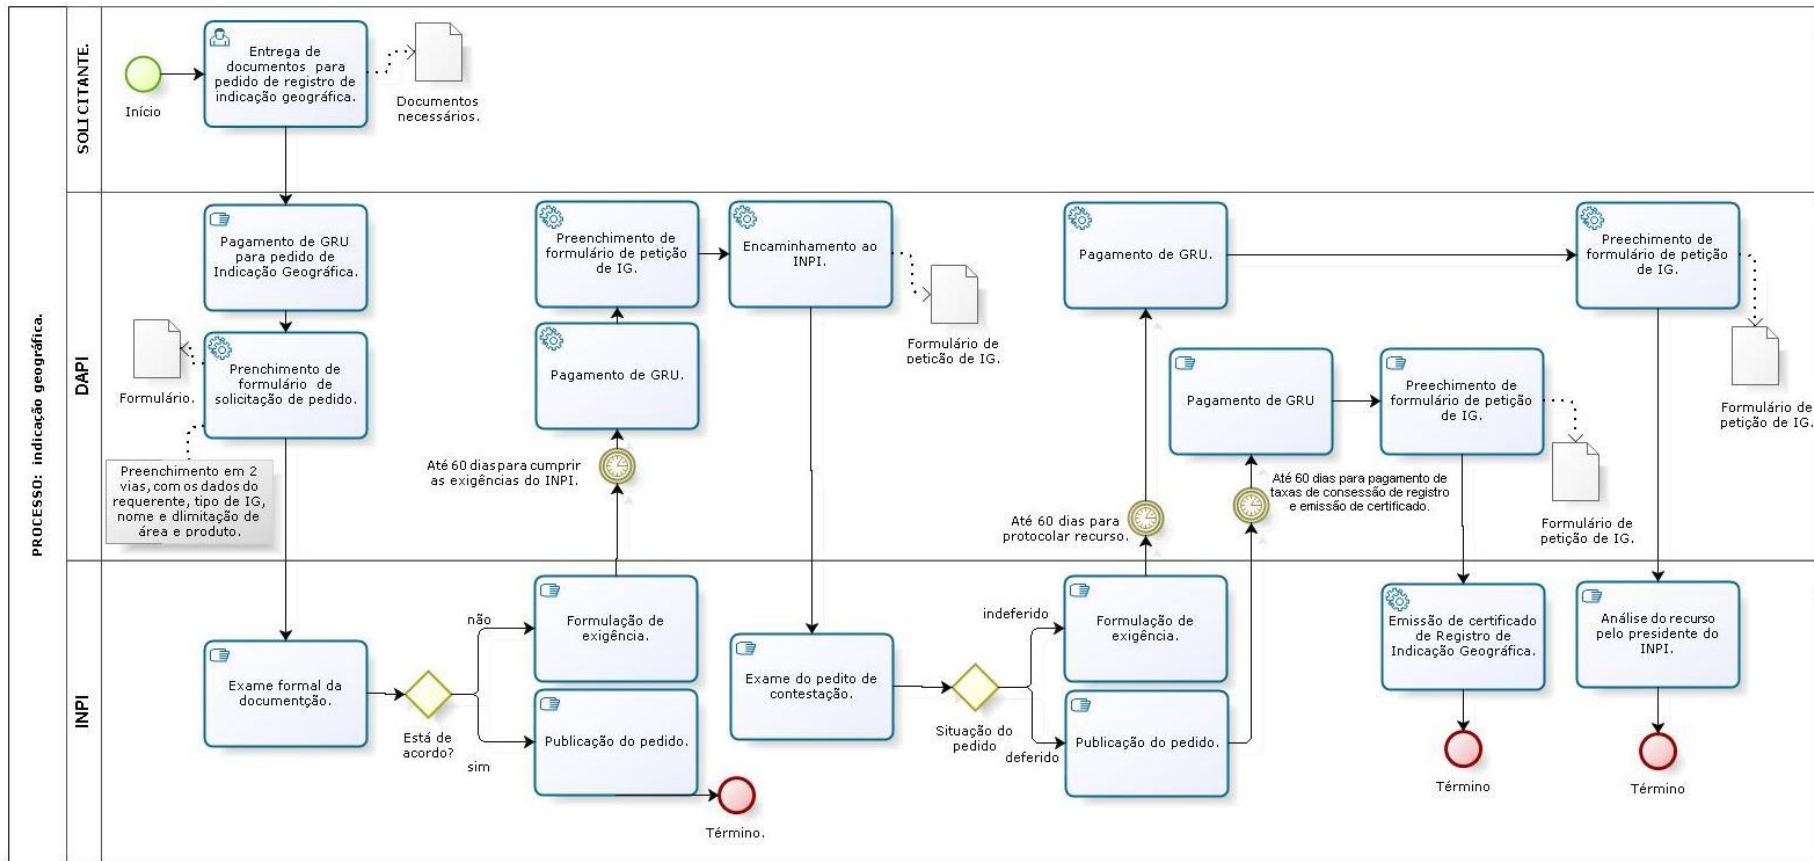 PROCESSO: indicação geográfica.
SOLICITANTE.
Início
Entrega de
documentos para
pedido de registro de
indicação geográfica.
Documentos
necessários.
DAPI
Pagamento de GRU
para pedido de
Indicação Geográfica.
Formulário.
Prenchimento de
formulário de
solicitação de pedido.
Preenchimento em 2
vias, com os dados do
requerente, tipo de IG,
nome e dlimitação de
área e produto.
Preenchimento de
formulário de petição
de IG.
Pagamento de GRU.
Até 60 dias para cumprir
as exigências do INPI.
Encaminhamento ao
INPI.
Formulário de
petição de IG.
Pagamento de GRU.
Até 60 dias para
protocolar recurso.
Pagamento de GRU
Até 60 dias para pagamento de
taxas de consessão de registro
e emissão de certificado.
Preechimento de
formulário de petição
de IG.
Formulário de
petição de IG.
Preechimento de
formulário de petição
de IG.
Formulário de
petição de IG.
INPI
Exame formal da
documentção.
Está de
acordo?
não
sim
Formulação de
exigência.
Publicação do pedido.
Término.
Exame do pedito de
contestação.
Situação do
pedido
indeferido
deferido
Formulação de
exigência.
Publicação do pedido.
Emissão de certificado
de Registro de
Indicação Geográfica.
Término
Análise do recurso
pelo presidente do
INPI.
Término